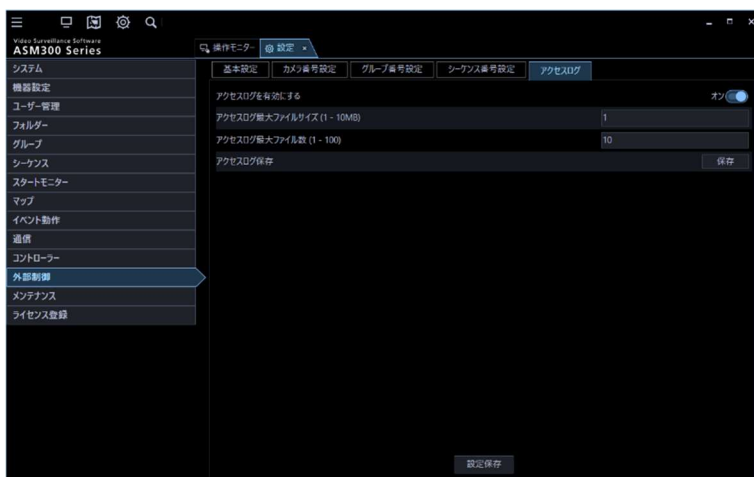 Video Surveillance Software
ASM300 Series
操作モニター
設定 ×
システム
機器設定
ユーザー管理
フォルダー
グループ
シーケンス
スタートモニター
マップ
イベント動作
通信
コントローラー
外部制御
メンテナンス
ライセンス登録
基本設定 カメラ番号設定 グループ番号設定 シーケンス番号設定 アクセスログ
アクセスログを有効にする オン
アクセスログ最大ファイルサイズ (1 - 10MB) 1
アクセスログ最大ファイル数 (1 - 100) 10
アクセスログ保存 保存
設定保存